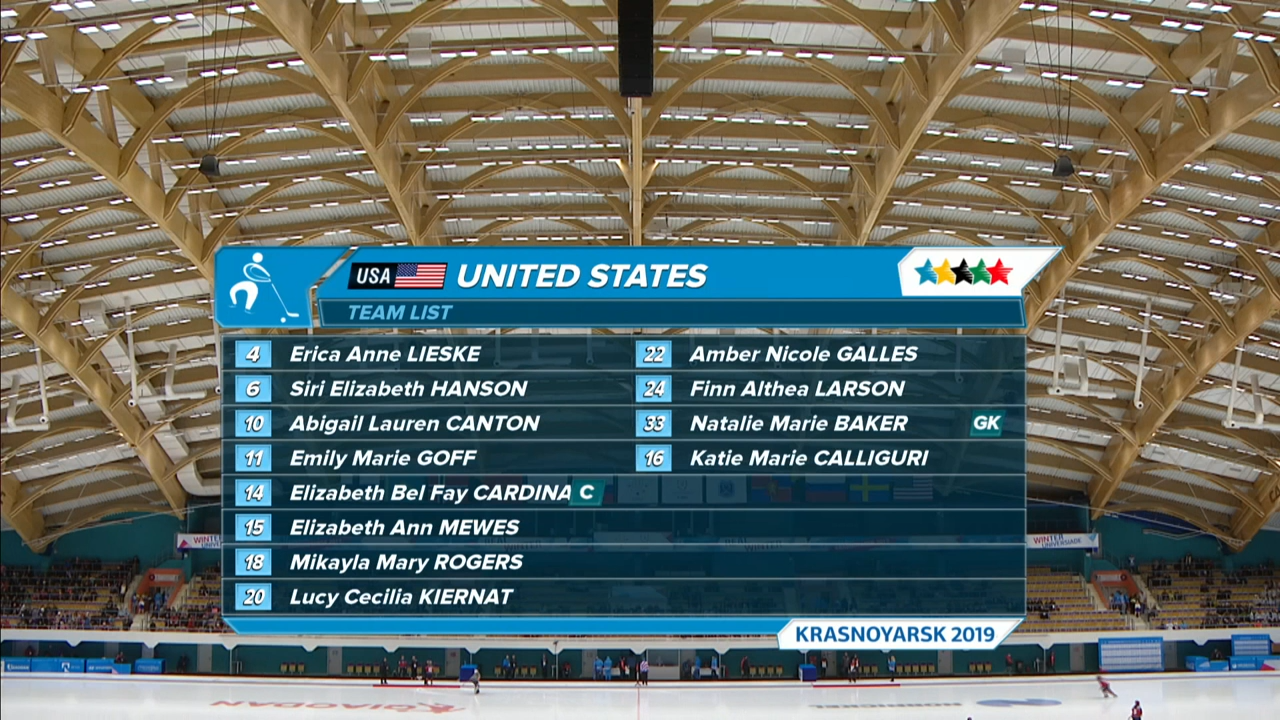 USA UNITED STATES
TEAM LIST
4 Erica Anne LIESKE
6 Siri Elizabeth HANSON
10 Abigail Lauren CANTON
11 Emily Marie GOFF
14 Elizabeth Bel Fay CARDINA C
15 Elizabeth Ann MEWES
18 Mikayla Mary ROGERS
20 Lucy Cecilia KIERNAT
22 Amber Nicole GALLES
24 Finn Althea LARSON
33 Natalie Marie BAKER GK
16 Katie Marie CALLIGURI
WINTER
WINTER
UNIVERSIADE
KRASNOYARSK 2019